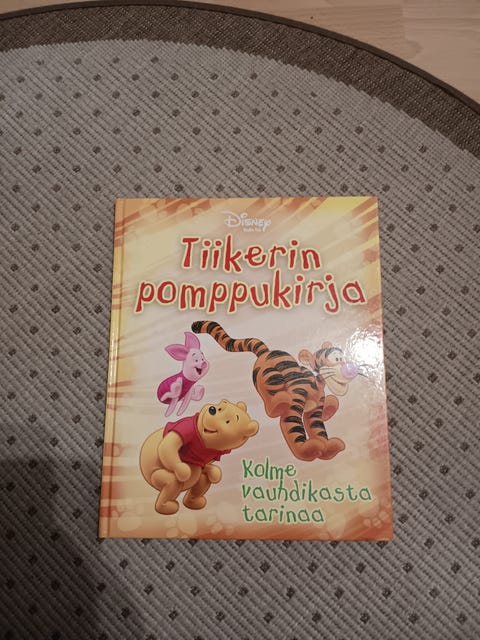 Disney
Tiikerin
pomppukirja
Kolme
vauhdikasta
tarinaa